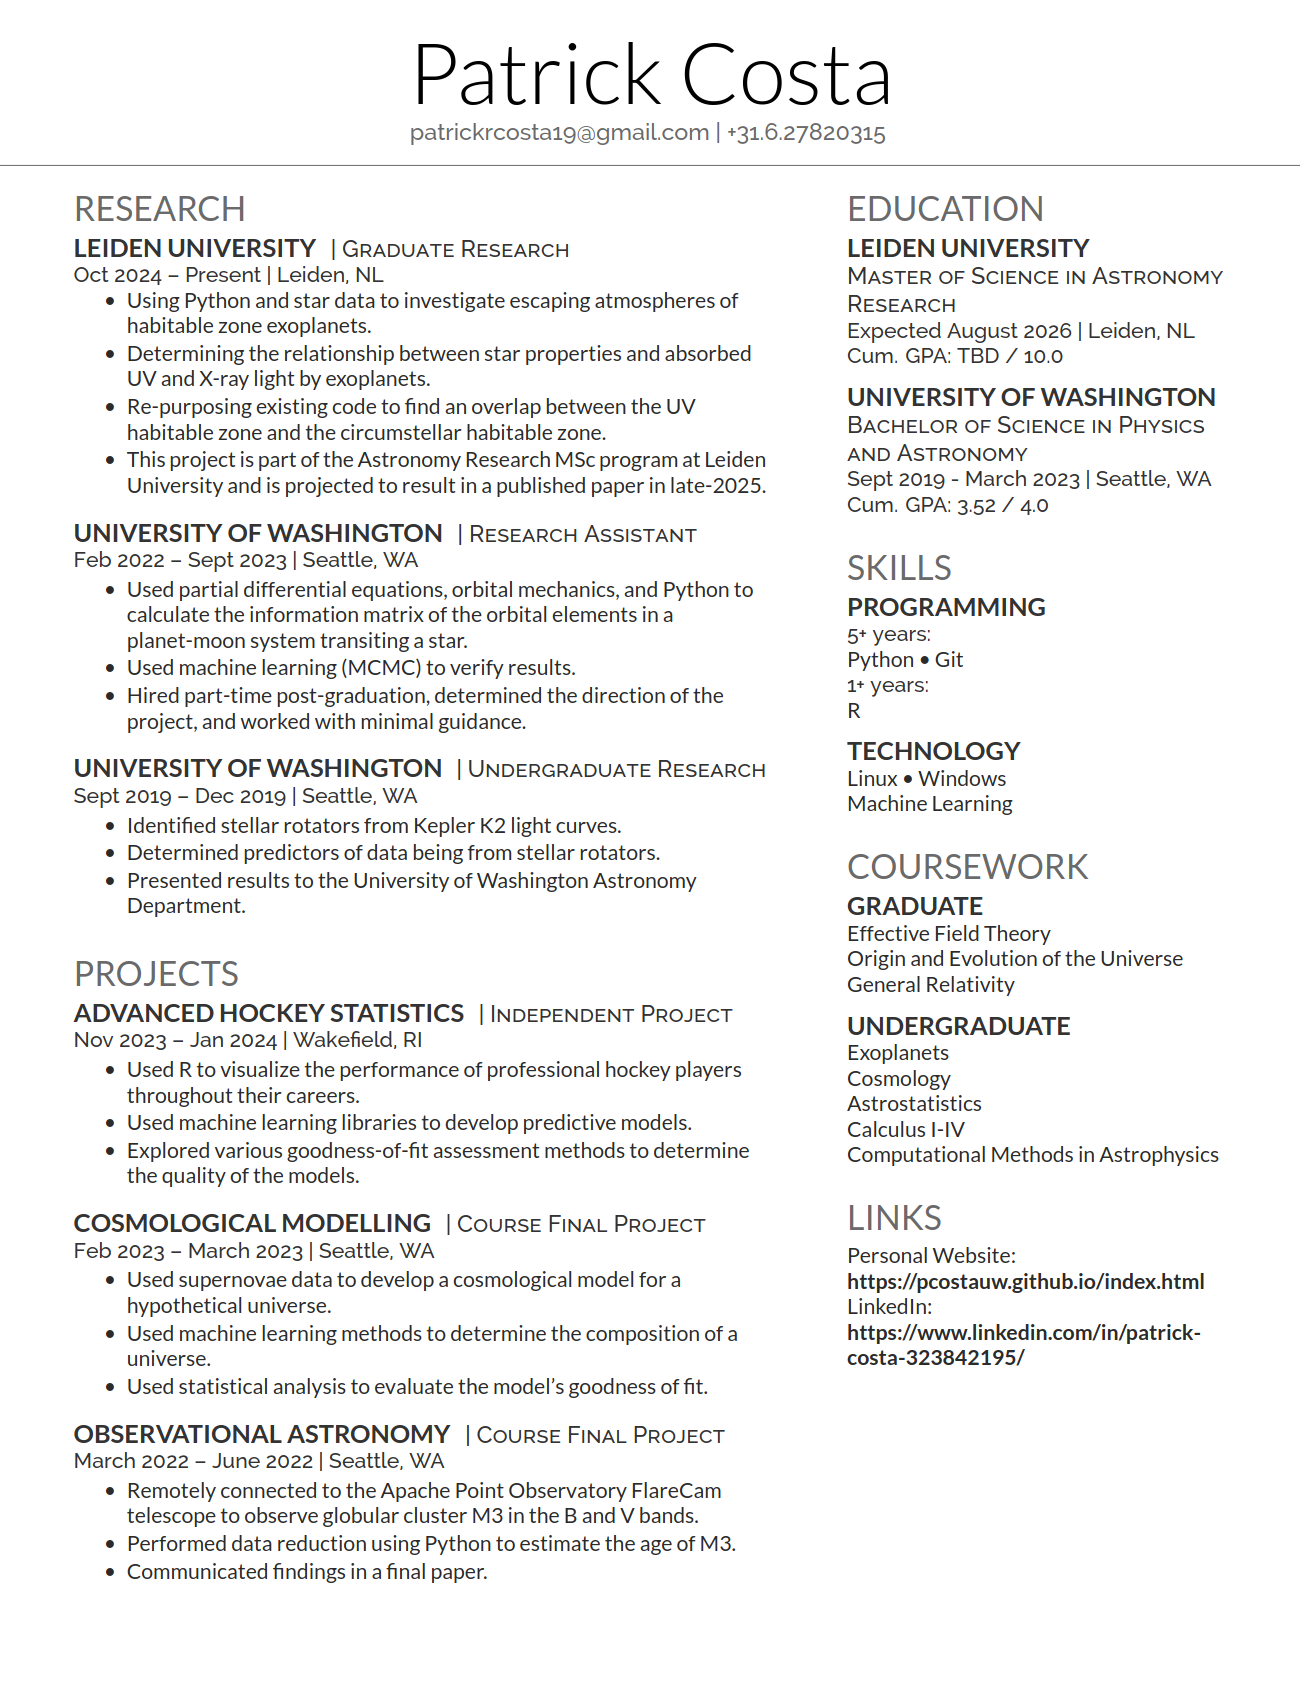 Patrick Costa
patrickrcosta19@gmail.com | +31.6.27820315
RESEARCH
LEIDEN UNIVERSITY | Graduate Research
Oct 2024 – Present | Leiden, NL
• Using Python and star data to investigate escaping atmospheres of
habitable zone exoplanets.
• Determining the relationship between star properties and absorbed
UV and X-ray light by exoplanets.
• Re-purposing existing code to find an overlap between the UV
habitable zone and the circumstellar habitable zone.
• This project is part of the Astronomy Research MSc program at Leiden
University and is projected to result in a published paper in late-2025.
UNIVERSITY OF WASHINGTON | Research Assistant
Feb 2022 – Sept 2023 | Seattle, WA
• Used partial differential equations, orbital mechanics, and Python to
calculate the information matrix of the orbital elements in a
planet-moon system transiting a star.
• Used machine learning (MCMC) to verify results.
• Hired part-time post-graduation, determined the direction of the
project, and worked with minimal guidance.
UNIVERSITY OF WASHINGTON | Undergraduate Research
Sept 2019 – Dec 2019 | Seattle, WA
• Identified stellar rotators from Kepler K2 light curves.
• Determined predictors of data being from stellar rotators.
• Presented results to the University of Washington Astronomy
Department.
PROJECTS
ADVANCED HOCKEY STATISTICS | Independent Project
Nov 2023 – Jan 2024 | Wakefield, RI
• Used R to visualize the performance of professional hockey players
throughout their careers.
• Used machine learning libraries to develop predictive models.
• Explored various goodness-of-fit assessment methods to determine
the quality of the models.
COSMOLOGICAL MODELLING | Course Final Project
Feb 2023 – March 2023 | Seattle, WA
• Used supernovae data to develop a cosmological model for a
hypothetical universe.
• Used machine learning methods to determine the composition of a
universe.
• Used statistical analysis to evaluate the model’s goodness of fit.
OBSERVATIONAL ASTRONOMY | Course Final Project
March 2022 – June 2022 | Seattle, WA
• Remotely connected to the Apache Point Observatory FlareCam
telescope to observe globular cluster M3 in the B and V bands.
• Performed data reduction using Python to estimate the age of M3.
• Communicated findings in a final paper.
EDUCATION
LEIDEN UNIVERSITY
Master of Science in Astronomy
Research
Expected August 2026 | Leiden, NL
Cum. GPA: TBD / 10.0
UNIVERSITY OF WASHINGTON
Bachelor of Science in Physics
and Astronomy
Sept 2019 - March 2023 | Seattle, WA
Cum. GPA: 3.52 / 4.0
SKILLS
PROGRAMMING
5+ years:
Python • Git
1+ years:
R
TECHNOLOGY
Linux • Windows
Machine Learning
COURSEWORK
GRADUATE
Effective Field Theory
Origin and Evolution of the Universe
General Relativity
UNDERGRADUATE
Exoplanets
Cosmology
Astrostatistics
Calculus I-IV
Computational Methods in Astrophysics
LINKS
Personal Website:
https://pcostauw.github.io/index.html
LinkedIn:
https://www.linkedin.com/in/patrick-
costa-323842195/